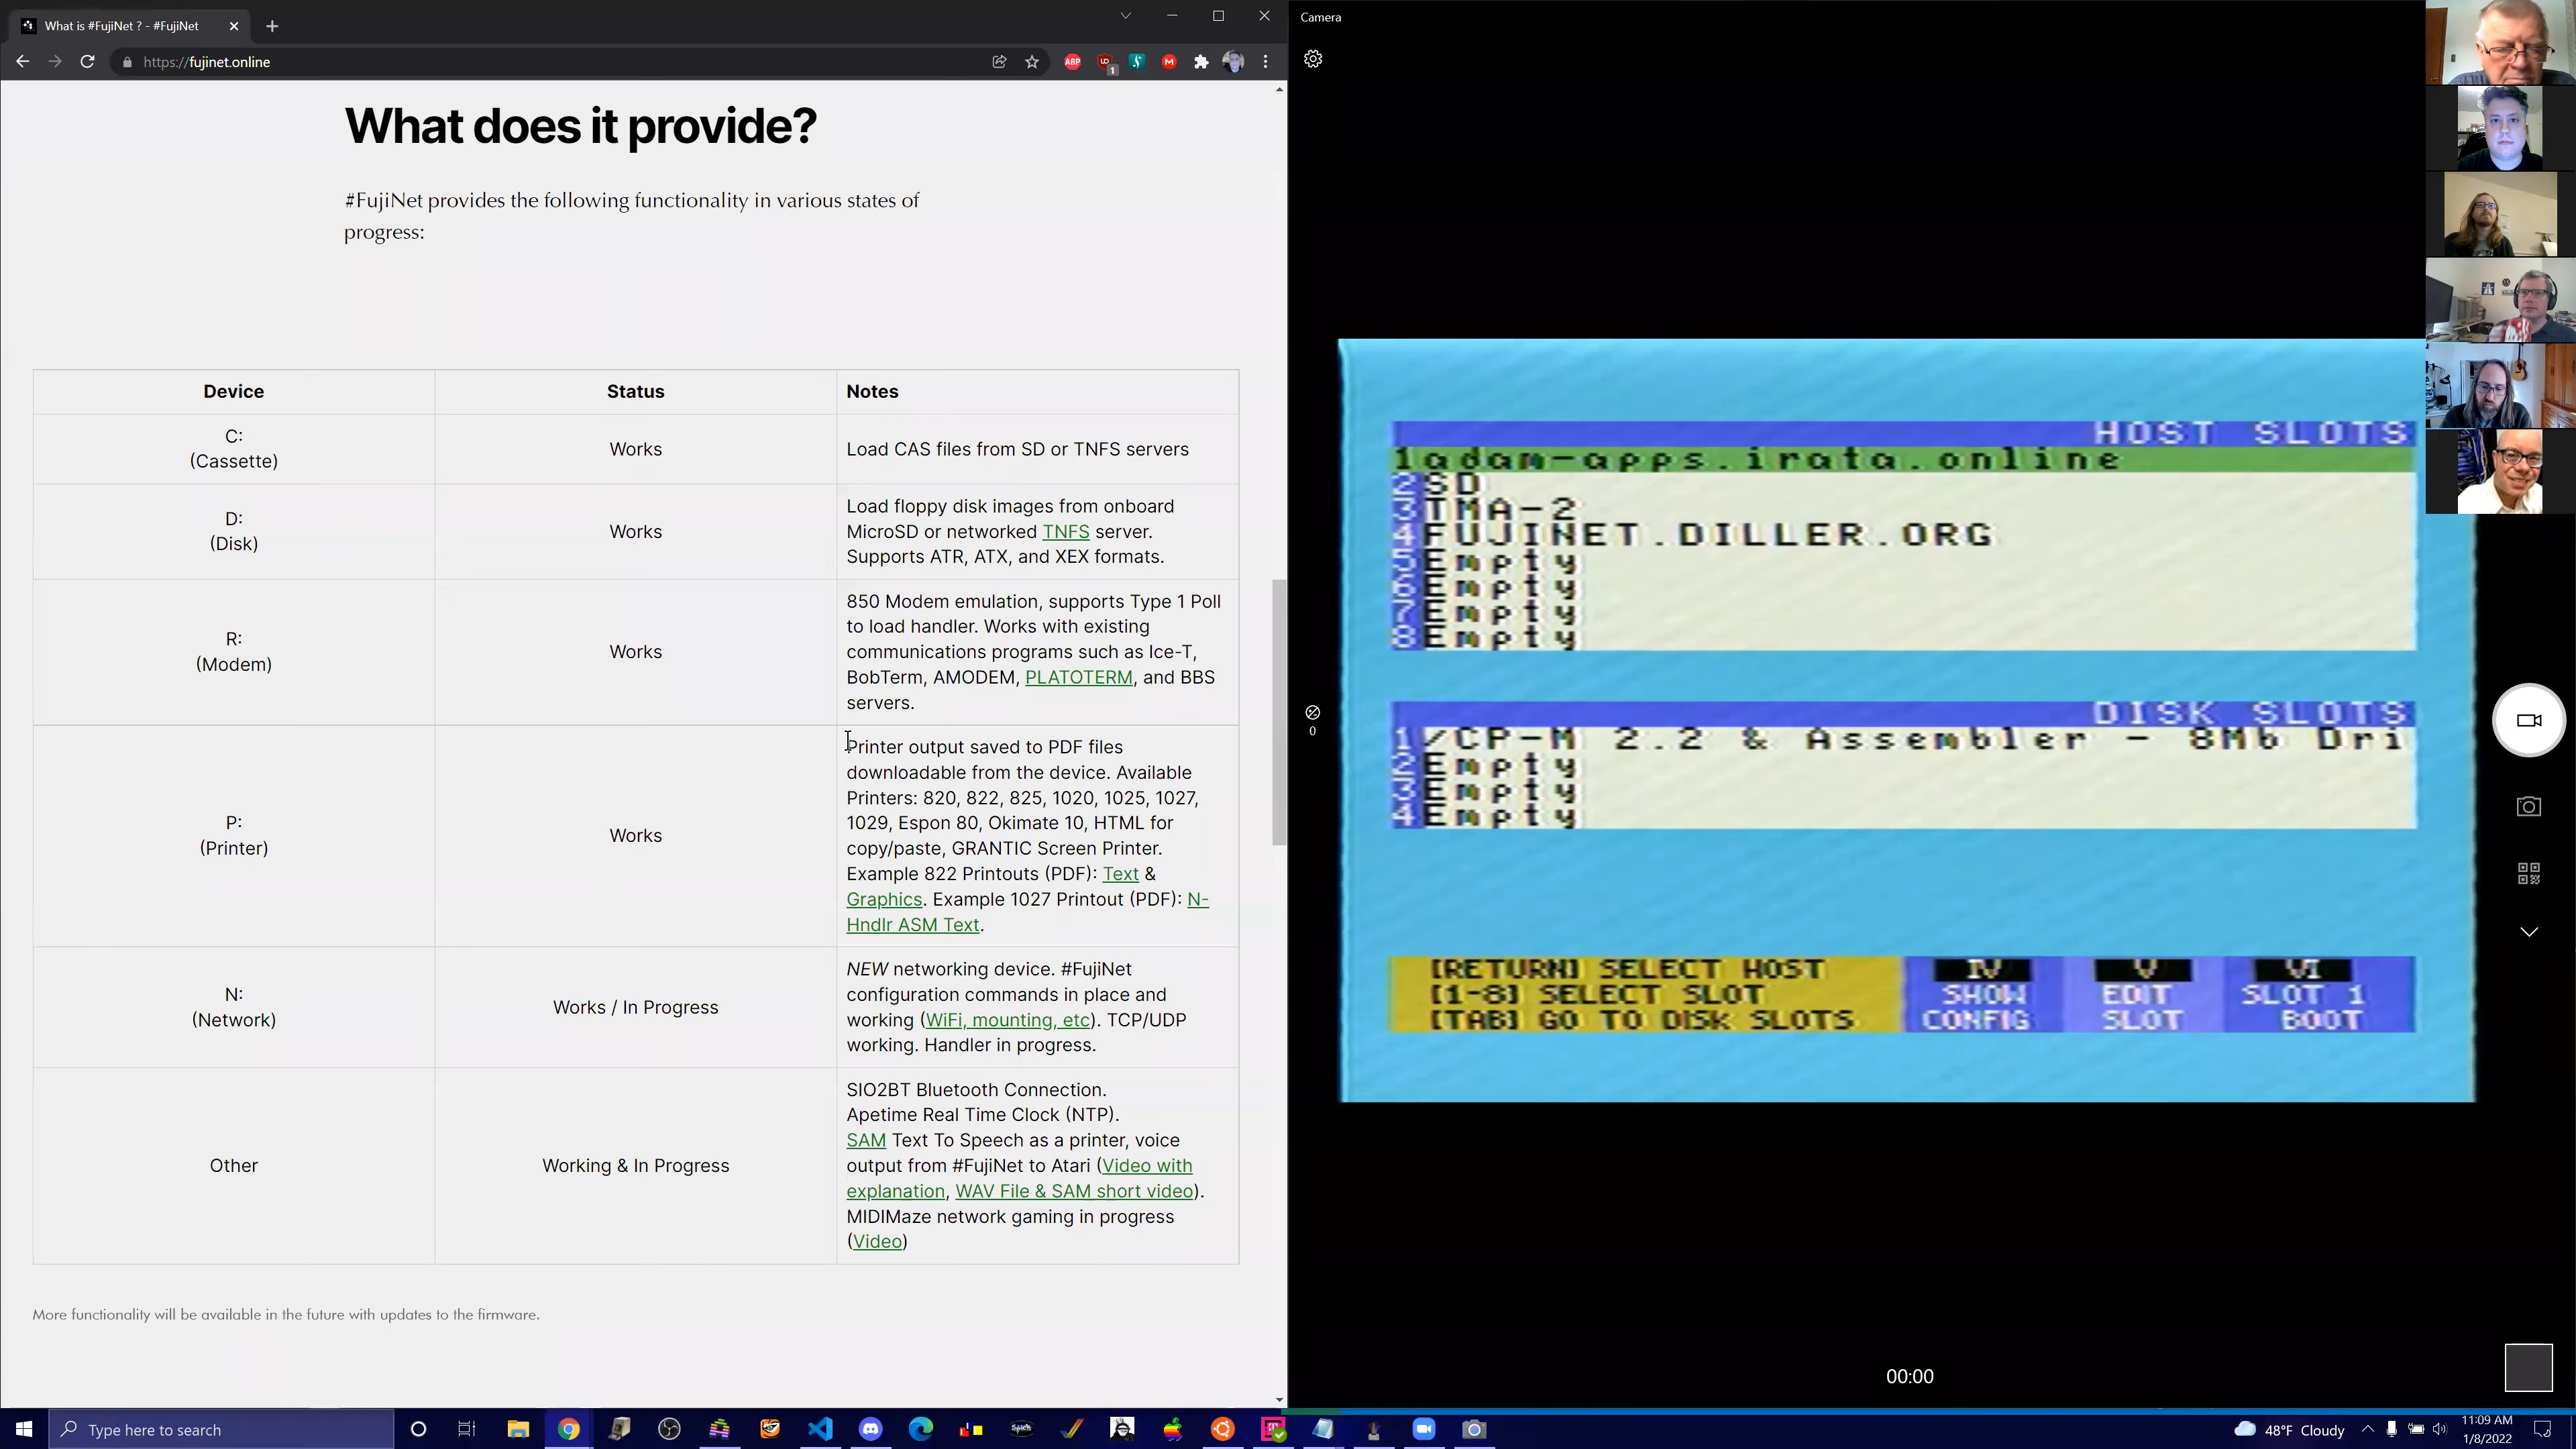 What is #FujiNet ? - #FujiNet
https://fujinet.online
ABP
1
M
What does it provide?
#FujiNet provides the following functionality in various states of
progress:
Device
Status
Notes
C:
(Cassette)
Works
Load CAS files from SD or TNFS servers
D:
(Disk)
Works
Load floppy disk images from onboard
MicroSD or networked TNFS server.
Supports ATR, ATX, and XEX formats.
R:
(Modem)
Works
850 Modem emulation, supports Type 1 Poll
to load handler. Works with existing
communications programs such as Ice-T,
BobTerm, AMODEM, PLATOTERM, and BBS
servers.
P:
(Printer)
Works
Printer output saved to PDF files
downloadable from the device. Available
Printers: 820, 822, 825, 1020, 1025, 1027,
1029, Espon 80, Okimate 10, HTML for
copy/paste, GRANTIC Screen Printer.
Example 822 Printouts (PDF): Text &
Graphics. Example 1027 Printout (PDF): N-
Hndlr ASM Text.
N:
(Network)
Works / In Progress
NEW networking device. #FujiNet
configuration commands in place and
working (WiFi, mounting, etc). TCP/UDP
working. Handler in progress.
Other
Working & In Progress
SIO2BT Bluetooth Connection.
Apetime Real Time Clock (NTP).
SAM Text To Speech as a printer, voice
output from #FujiNet to Atari (Video with
explanation, WAV File & SAM short video).
MIDIMaze network gaming in progress
(Video)
More functionality will be available in the future with updates to the firmware.
Camera
0
HOST SLOTS
1adam-apps.irata.online
2SD
3TMA-2
4FUJINET.DILLER.ORG
5Empty
6Empty
7Empty
8Empty
DISK SLOTS
1/CP-M 2.2 & Assembler - 8Mb Dri
2Empty
3Empty
4Empty
[RETURN] SELECT HOST
[1-8] SELECT SLOT
[TAB] GO TO DISK SLOTS
IV
SHOW
CONFIG
V
EDIT
SLOT
VI
SLOT 1
BOOT
00:00
Type here to search
48°F Cloudy
11:09 AM
1/8/2022